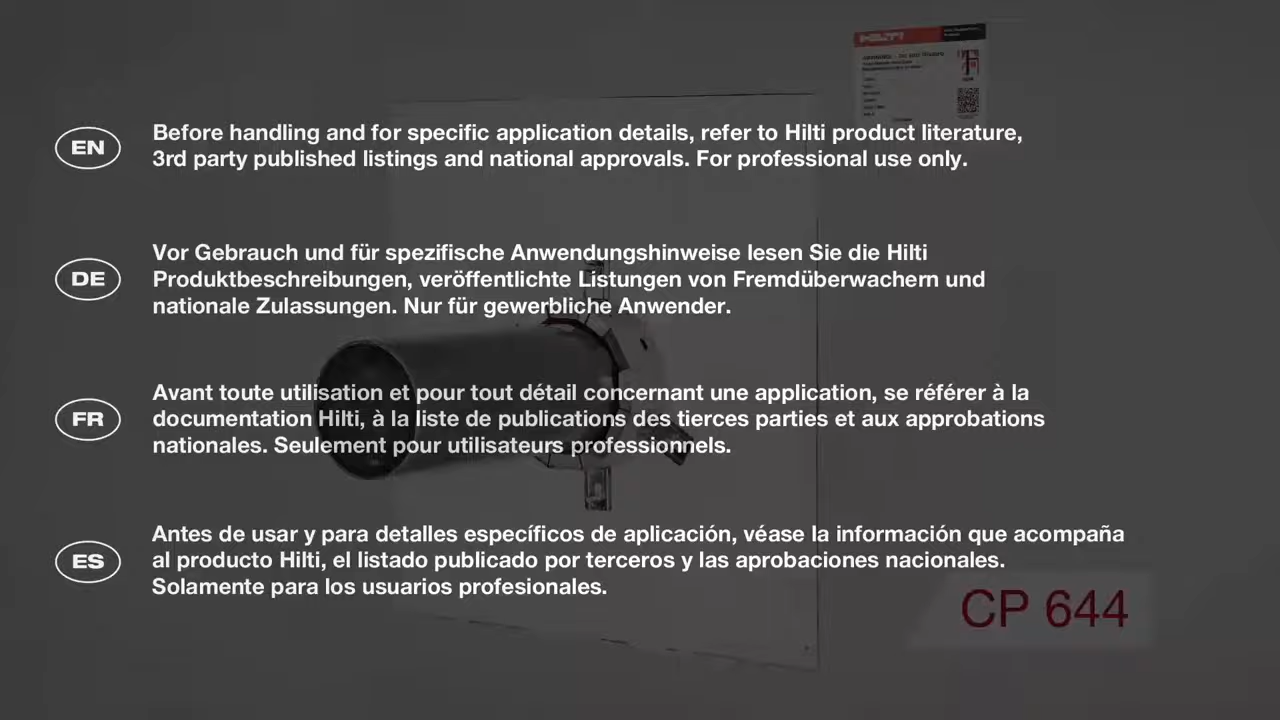 HILTI
EN
Before handling and for specific application details, refer to Hilti product literature,
3rd party published listings and national approvals. For professional use only.
DE
Vor Gebrauch und für spezifische Anwendungshinweise lesen Sie die Hilti
Produktbeschreibungen, veröffentlichte Listungen von Fremdüberwachern und
nationale Zulassungen. Nur für gewerbliche Anwender.
FR
Avant toute utilisation et pour tout détail concernant une application, se référer à la
documentation Hilti, à la liste de publications des tierces parties et aux approbations
nationales. Seulement pour utilisateurs professionnels.
ES
Antes de usar y para detalles específicos de aplicación, véase la información que acompaña
al producto Hilti, el listado publicado por terceros y las aprobaciones nacionales.
Solamente para los usuarios profesionales.
CP 644